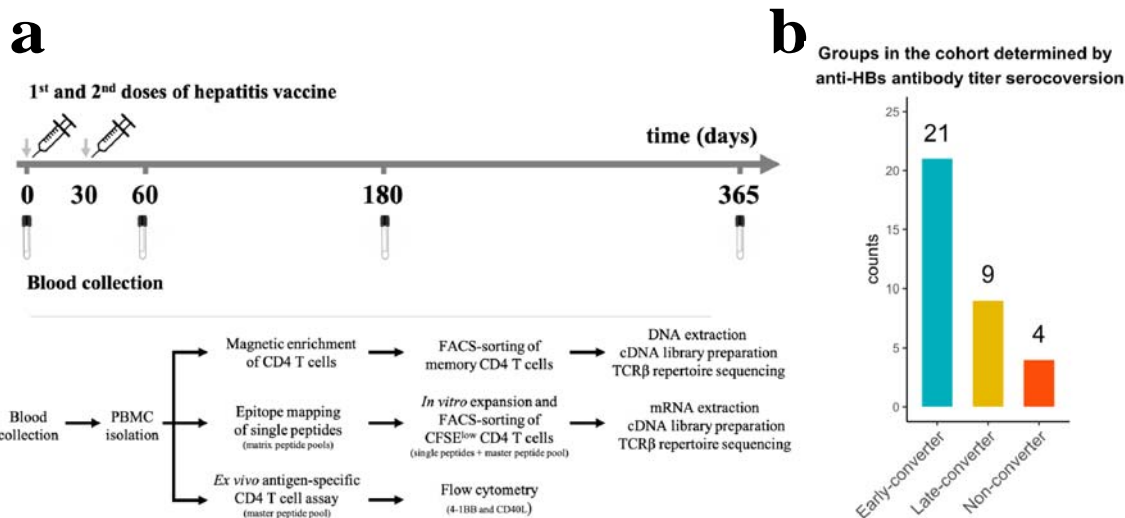 a
1st and 2nd doses of hepatitis vaccine
time (days)
0 30 60 180 365
Blood collection
Blood collection
PBMC isolation
Magnetic enrichment
of CD4 T cells
FACS-sorting of
memory CD4 T cells
DNA extraction
cDNA library preparation
TCRβ repertoire sequencing
Epitope mapping
of single peptides
(matrix peptide pools)
In vitro expansion and
FACS-sorting of
CFSElow CD4 T cells
(single peptides + master peptide pool)
mRNA extraction
cDNA library preparation
TCRβ repertoire sequencing
Ex vivo antigen-specific
CD4 T cell assay
(master peptide pool)
Flow cytometry
(4-1BB and CD40L)
b
Groups in the cohort determined by
anti-HBs antibody titer serocoversion
counts
25
20
15
10
5
0
21
9
4
Early-converter
Late-converter
Non-converter